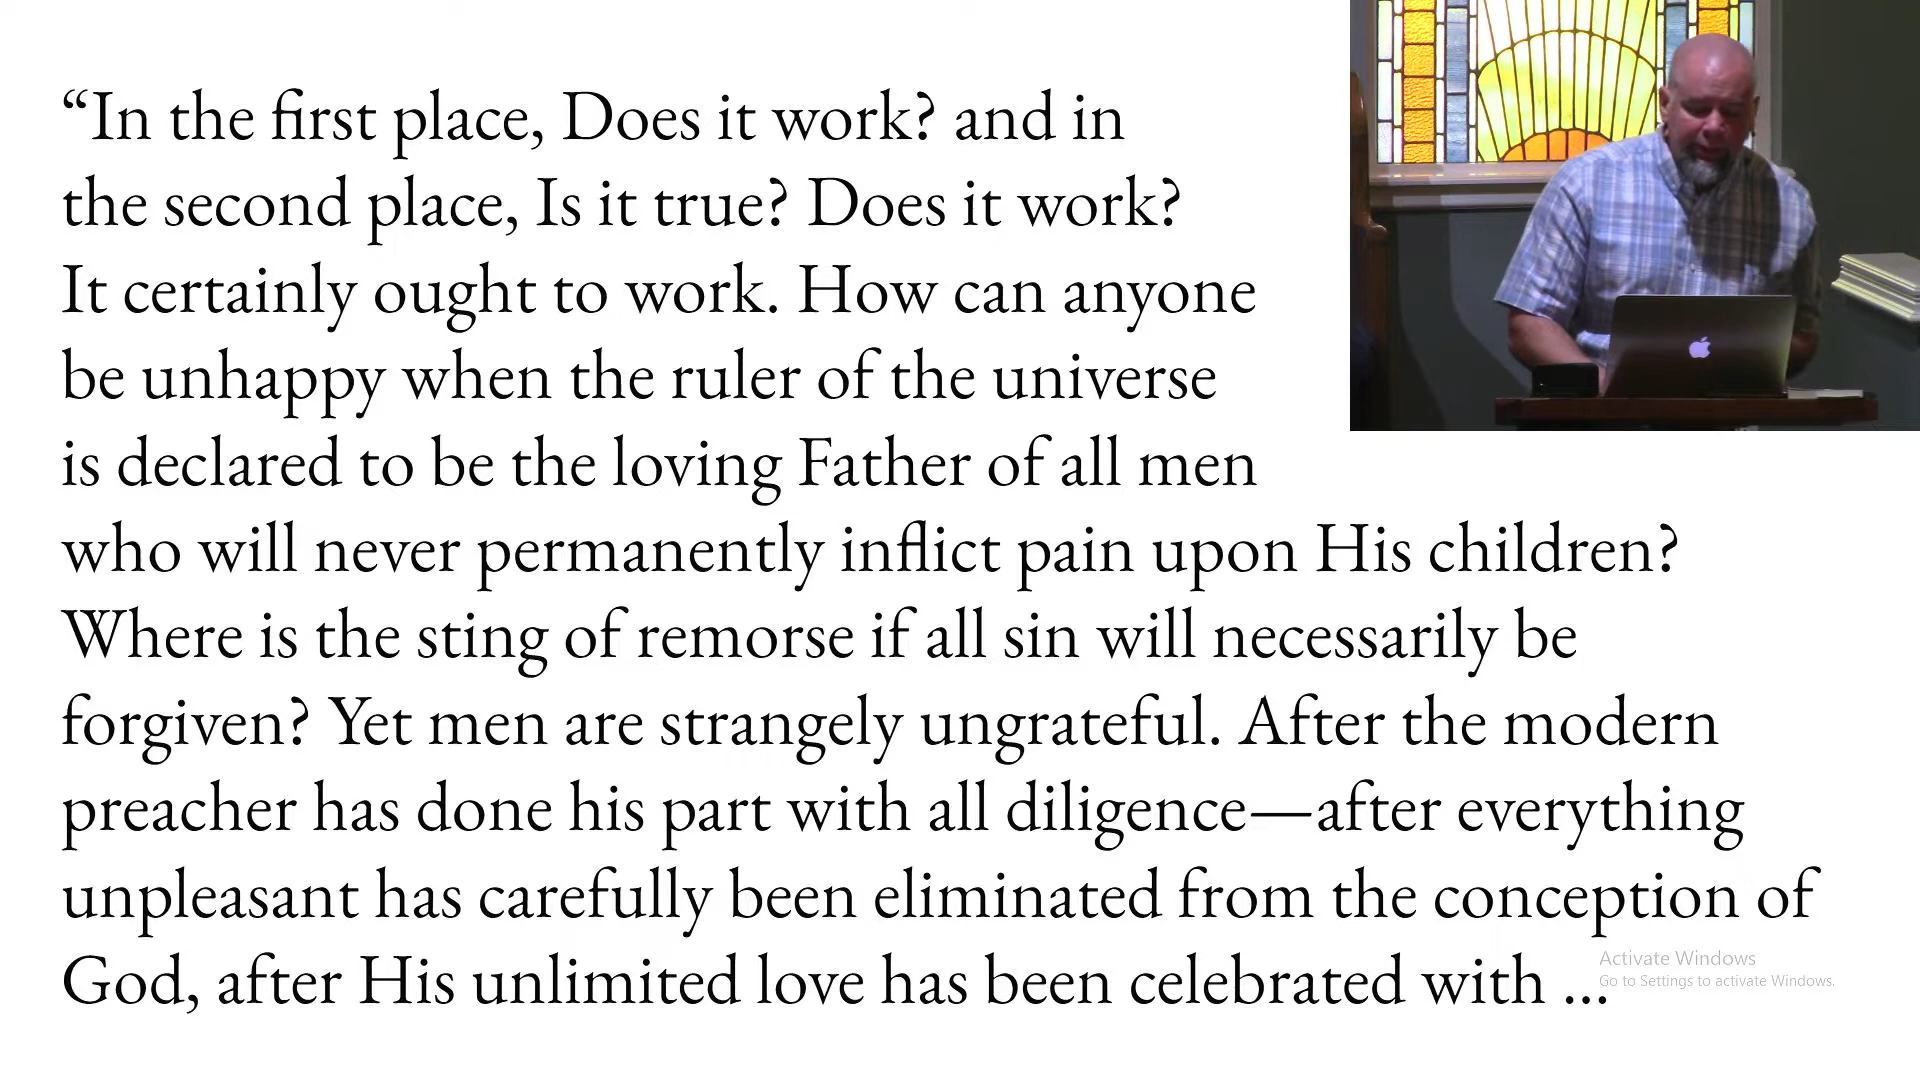 “In the first place, Does it work? and in
the second place, Is it true? Does it work?
It certainly ought to work. How can anyone
be unhappy when the ruler of the universe
is declared to be the loving Father of all men
who will never permanently inflict pain upon His children?
Where is the sting of remorse if all sin will necessarily be
forgiven? Yet men are strangely ungrateful. After the modern
preacher has done his part with all diligence—after everything
unpleasant has carefully been eliminated from the conception of
God, after His unlimited love has been celebrated with ...
Activate Windows
Go to Settings to activate Windows.